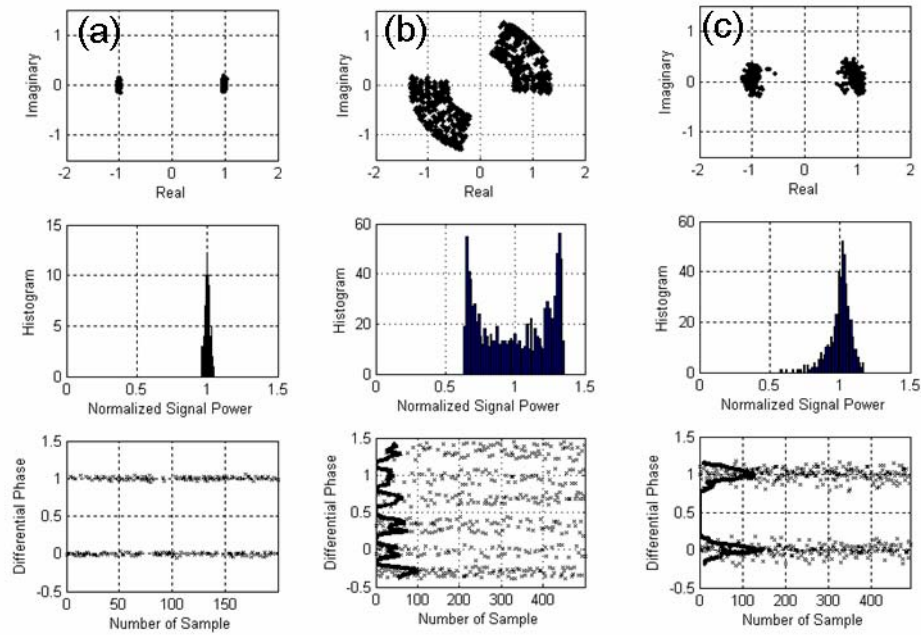 (a)
1
0
-1
Imaginary
-2 -1 0 1 2
Real
(b)
1
0
-1
Imaginary
-2 -1 0 1 2
Real
(c)
1
0
-1
Imaginary
-2 -1 0 1 2
Real
15
10
5
0
Histogram
0 0.5 1 1.5
Normalized Signal Power
60
40
20
0
Histogram
0 0.5 1 1.5
Normalized Signal Power
60
40
20
0
Histogram
0 0.5 1 1.5
Normalized Signal Power
1.5
1
0.5
0
-0.5
Differential Phase
0 50 100 150
Number of Sample
1.5
1
0.5
0
-0.5
Differential Phase
0 100 200 300 400
Number of Sample
1.5
1
0.5
0
-0.5
Differential Phase
0 100 200 300 400
Number of Sample